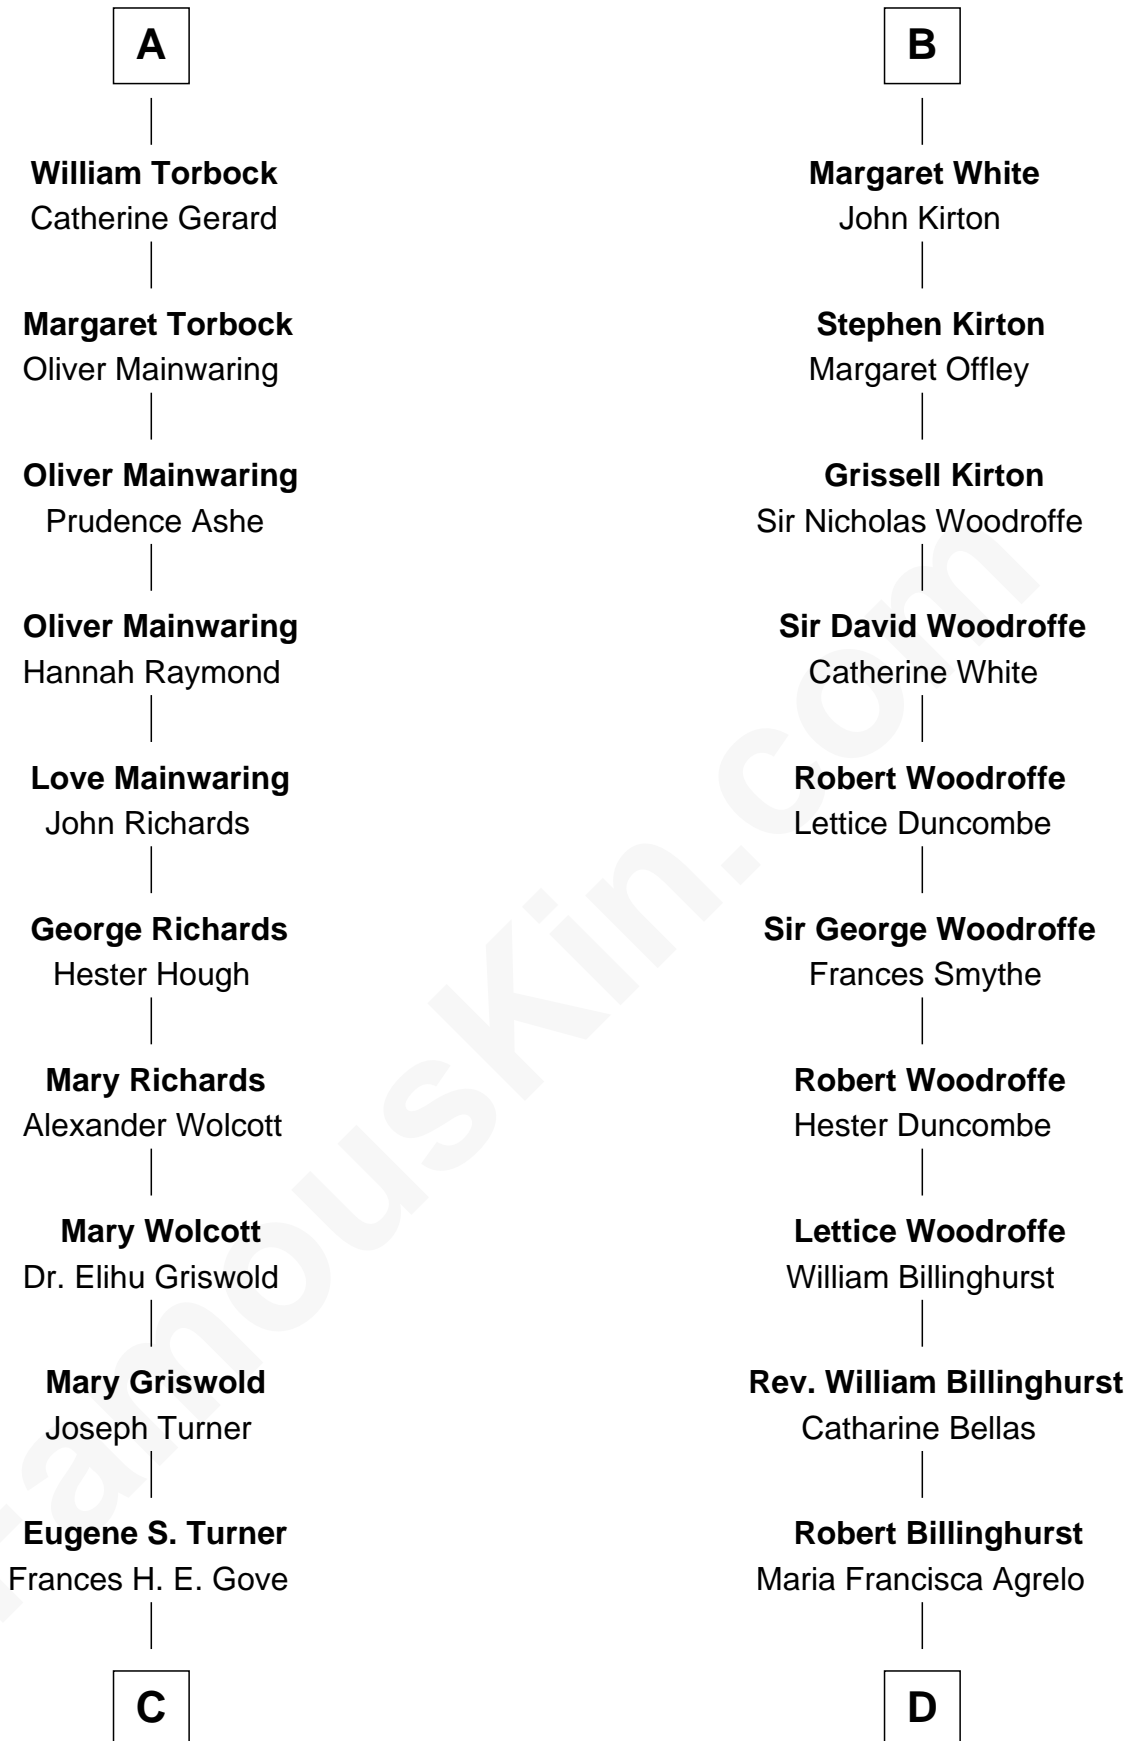 A
William Torbock
Catherine Gerard
Margaret Torbock
Oliver Mainwaring
Oliver Mainwaring
Prudence Ashe
Oliver Mainwaring
Hannah Raymond
Love Mainwaring
John Richards
George Richards
Hester Hough
Mary Richards
Alexander Wolcott
Mary Wolcott
Dr. Elihu Griswold
Mary Griswold
Joseph Turner
Eugene S. Turner
Frances H. E. Gove
C
B
Margaret White
John Kirton
Stephen Kirton
Margaret Offley
Grissell Kirton
Sir Nicholas Woodroffe
Sir David Woodroffe
Catherine White
Robert Woodroffe
Lettice Duncombe
Sir George Woodroffe
Frances Smythe
Robert Woodroffe
Hester Duncombe
Lettice Woodroffe
William Billinghurst
Rev. William Billinghurst
Catharine Bellas
Robert Billinghurst
Maria Francisca Agrelo
D
FamousKin.com